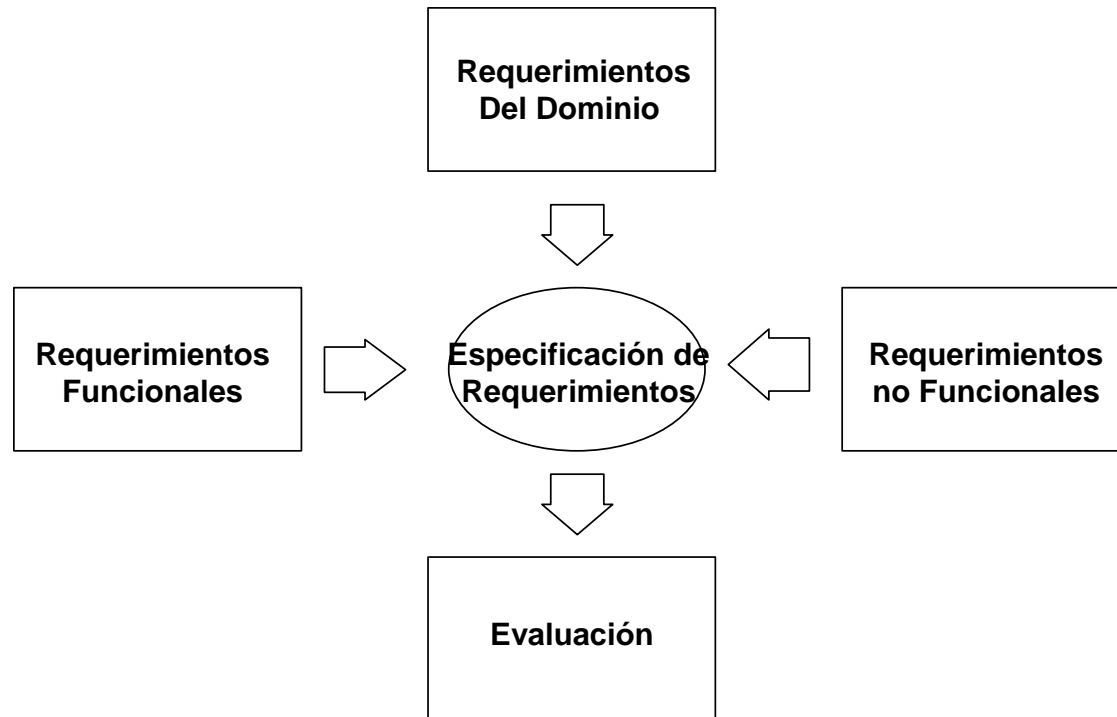 Requerimientos
Del Dominio
Requerimientos
Funcionales
Especificación de
Requerimientos
Requerimientos
no Funcionales
Evaluación